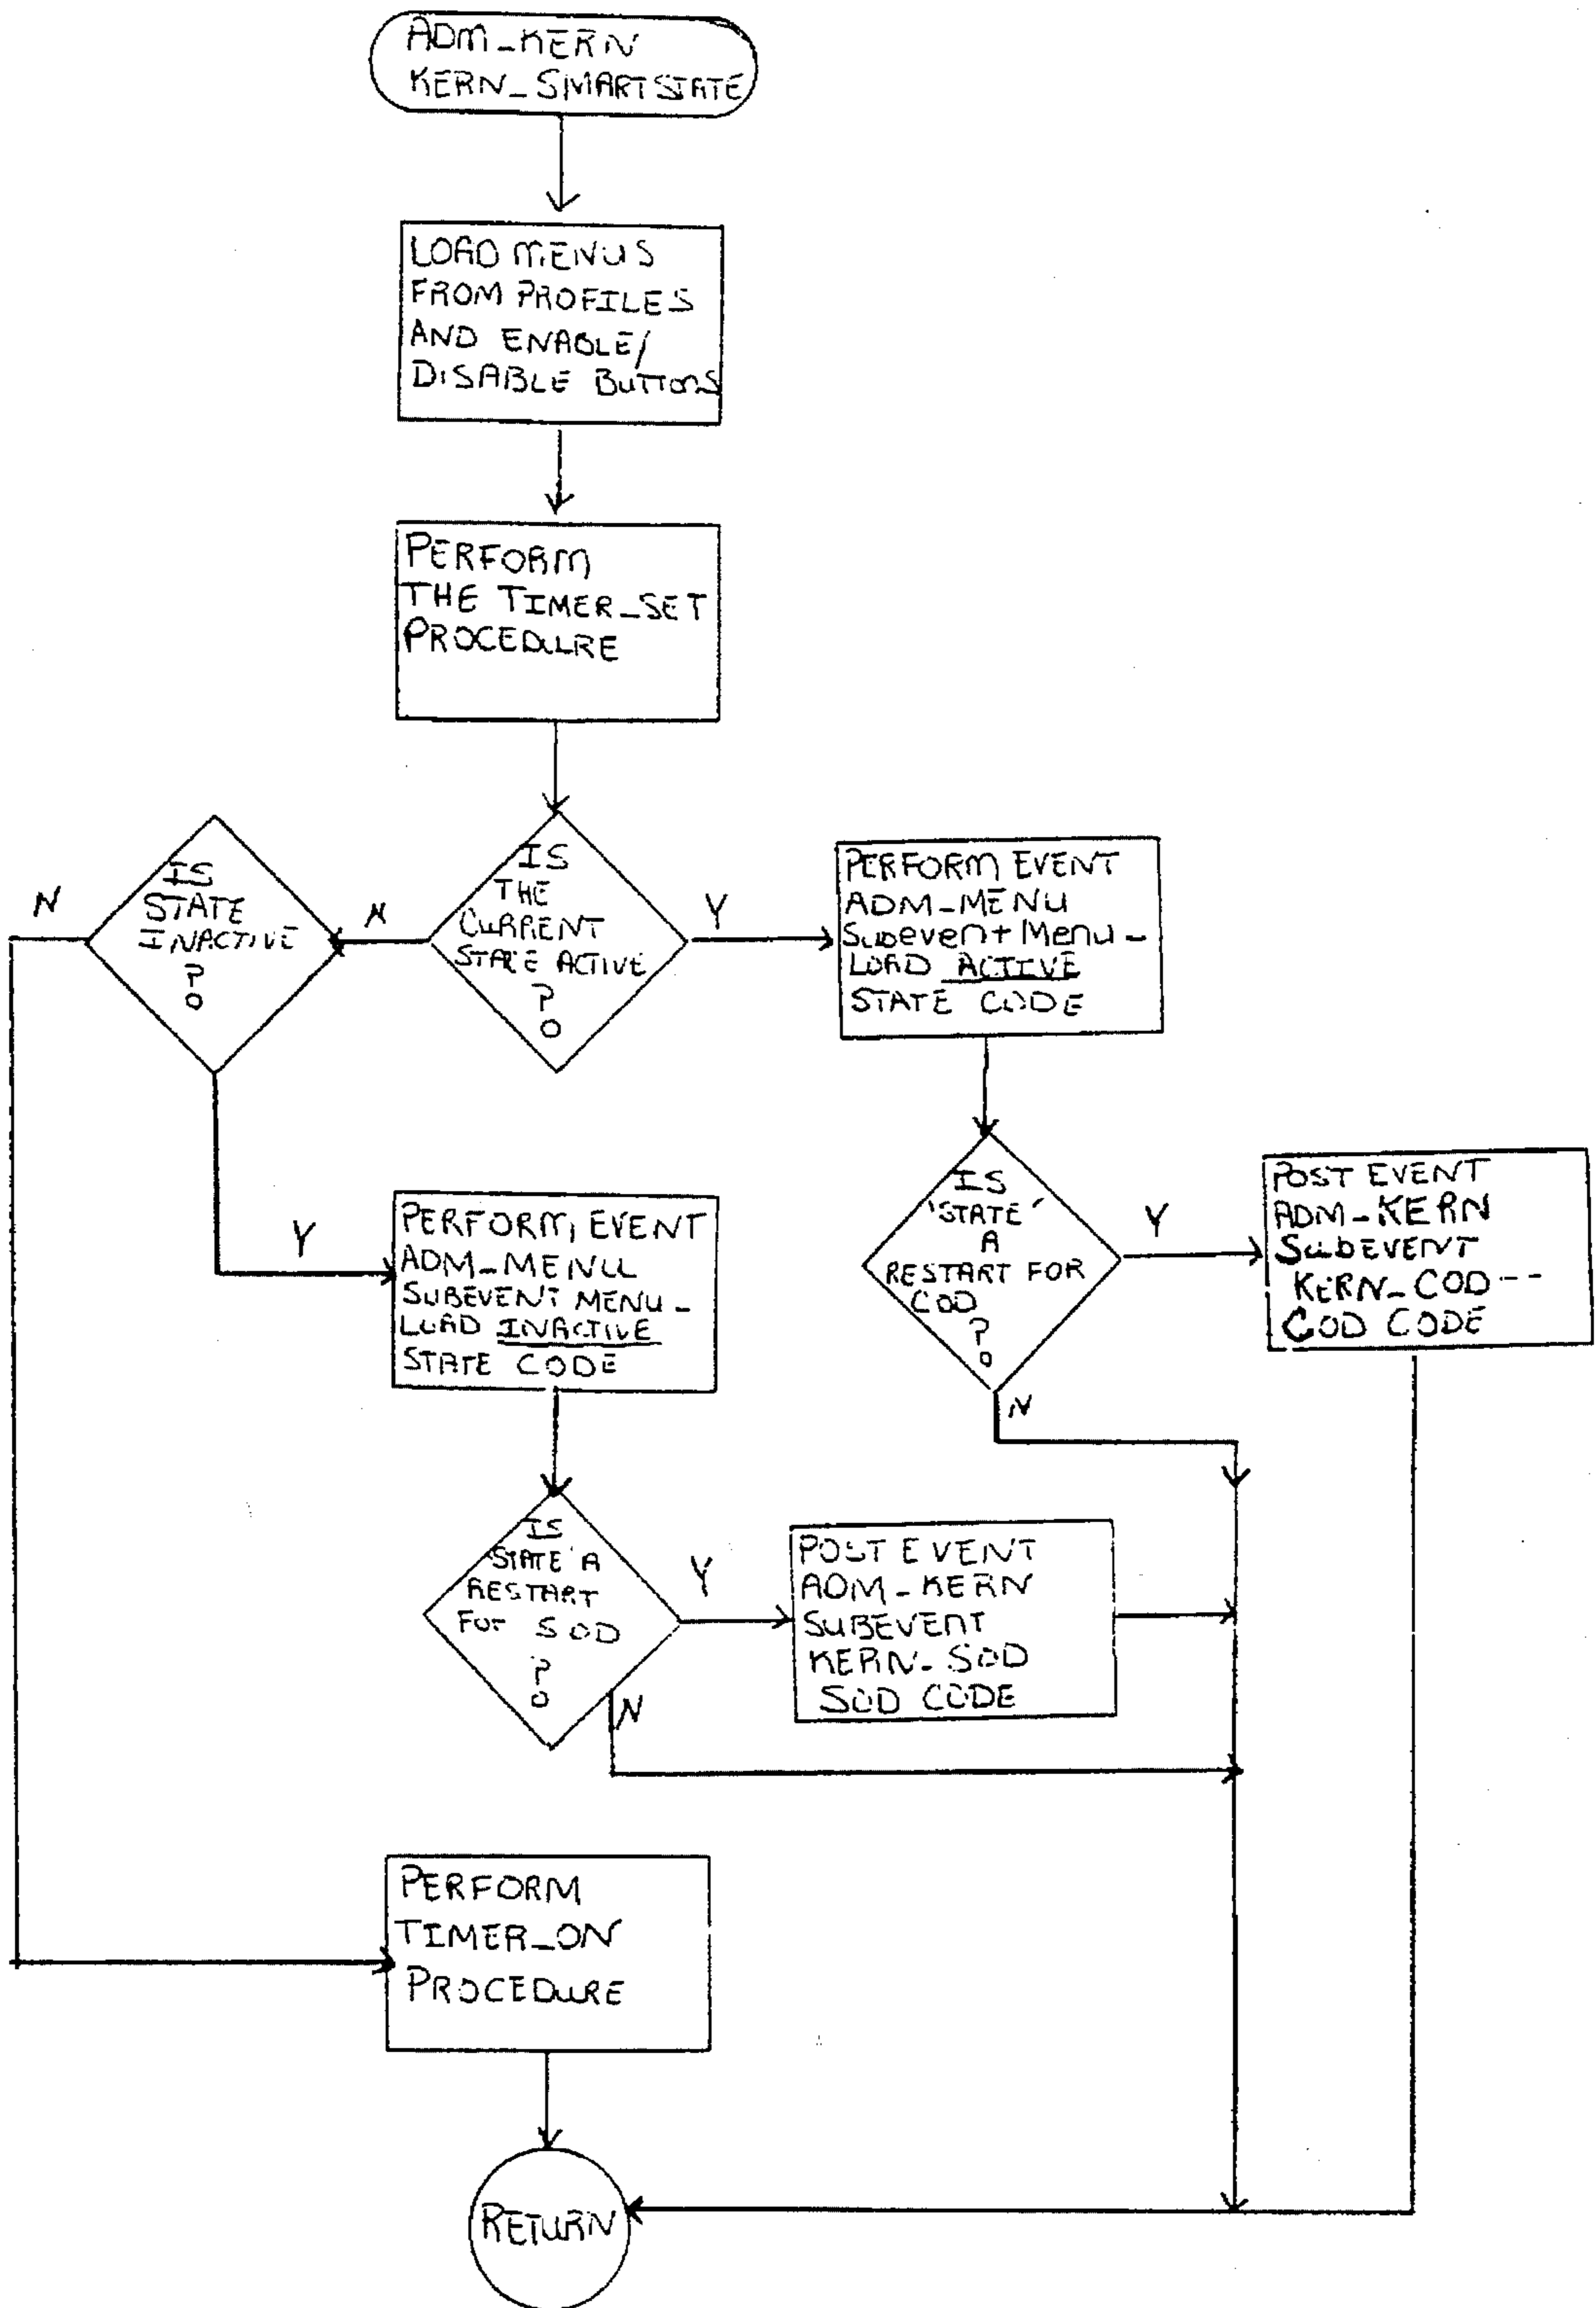 ADM_KERN
KERN_SMARTSTATE
LOAD MENUS
FROM PROFILES
AND ENABLE/
DISABLE BUTTONS
PERFORM
THE TIMER_SET
PROCEDURE
IS
THE
CURRENT
STATE ACTIVE
?
N
Y
IS
STATE
INACTIVE
?
N
Y
PERFORM EVENT
ADM-MENU
Subevent Menu-
LOAD ACTIVE
STATE CODE
IS
'STATE'
A
RESTART FOR
COD
?
Y
N
POST EVENT
ADM-KERN
SUBEVENT
KERN_COD--
COD CODE
PERFORM EVENT
ADM-MENU
SUBEVENT MENU-
LOAD INACTIVE
STATE CODE
IS
'STATE' A
RESTART
FOR SOD
?
Y
N
POST EVENT
ADM-KERN
SUBEVENT
KERN-SOD
SOD CODE
PERFORM
TIMER_ON
PROCEDURE
RETURN